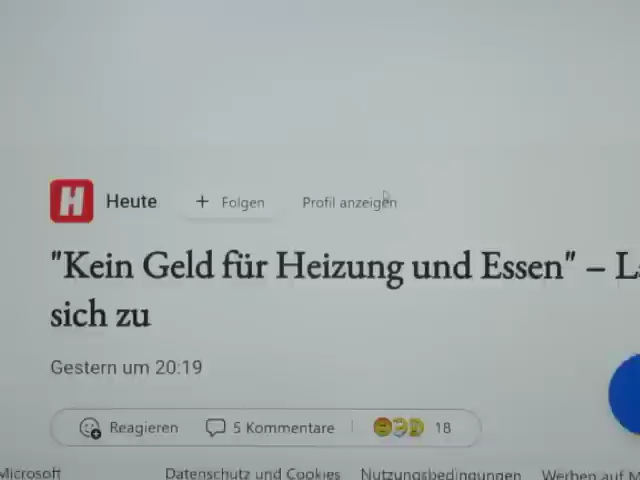 H Heute + Folgen Profil anzeigen
"Kein Geld für Heizung und Essen" –
sich zu
Gestern um 20:19
Reagieren 5 Kommentare 18
Microsoft Datenschutz und Cookies Nutzungsbedingungen Werben auf